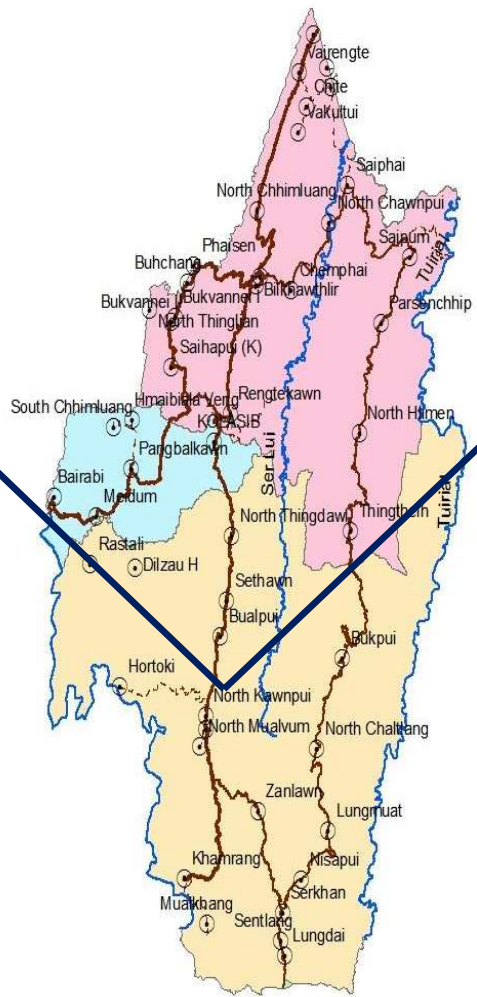 Vairengte
Chite
Vakultui
Saiphai
North Chhimluang
North Chawnpui
Phaisen
Saipum
Buhchang
Chemphai
Tuirial
Bilkhawthlir
Bukvannei I
Bukvannei
North Thinglian
Parsenchhip
Saihapui (K)
Hmaibiala Veng
Rengtekawn
South Chhimluang
KOLASIB
North Hlimen
Pangbalkawn
Ser Lui
Bairabi
Meidum
Tuirial
North Thingdawl
Thingthelh
Rastali
Dilzau H
Sethawn
Bualpui
Bukpui
Hortoki
North Kawnpui
North Mualvum
North Chaltlang
Zanlawn
Lungmuat
Khamrang
Nisapui
Serkhan
Mualkhang
Sentlang
Lungdai